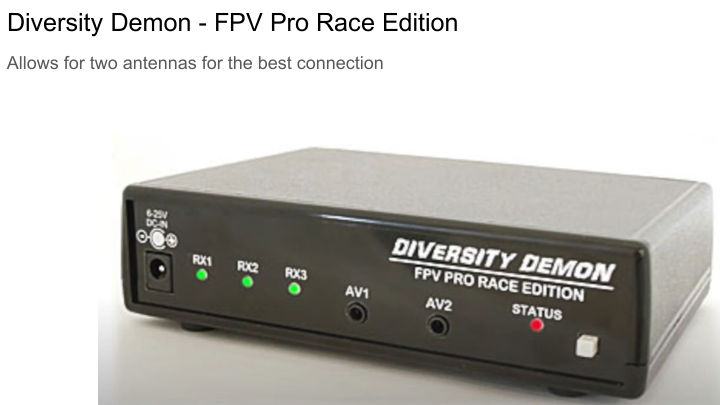 Diversity Demon - FPV Pro Race Edition
Allows for two antennas for the best connection
6-25V
DC-IN
RX1
RX2
RX3
AV1
AV2
DIVERSITY DEMON
FPV PRO RACE EDITION
STATUS